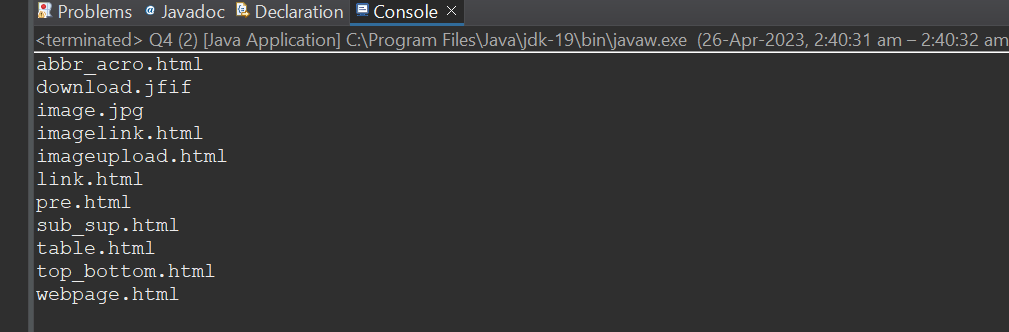 Problems @ Javadoc Declaration Console ×
<terminated> Q4 (2) [Java Application] C:\Program Files\Java\jdk-19\bin\javaw.exe (26-Apr-2023, 2:40:31 am – 2:40:32 am
abbr_acro.html
download.jfif
image.jpg
imagelink.html
imageupload.html
link.html
pre.html
sub_sup.html
table.html
top_bottom.html
webpage.html